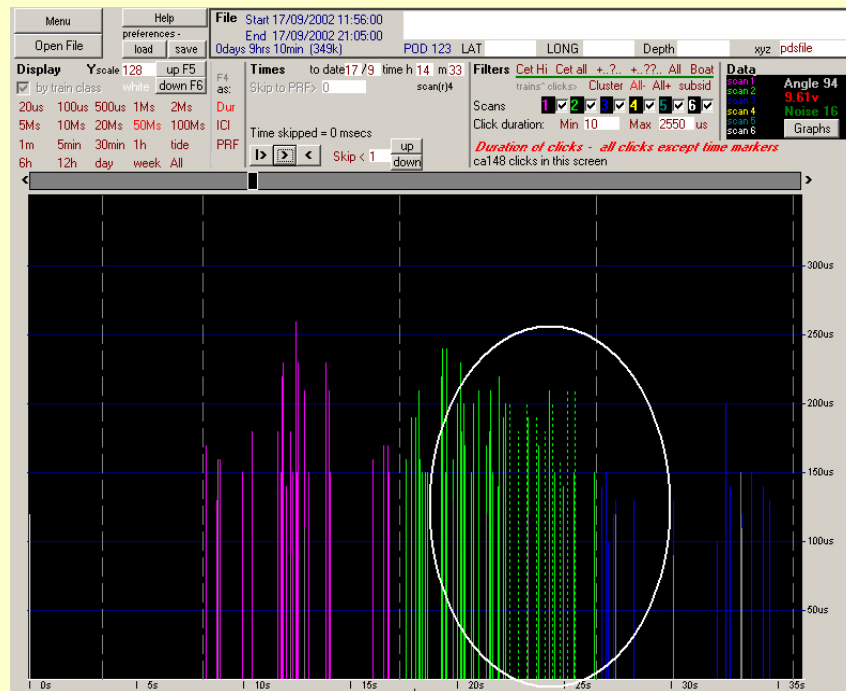 Menu
Open File
Help
preferences -
load save
File Start 17/09/2002 11:56:00
End 17/09/2002 21:05:00
0days 9hrs 10min (349k) POD 123 LAT LONG Depth xyz pdsfile
Display Yscale 128 up F5
by train class white down F6
20us 100us 500us 1Ms 2Ms
5Ms 10Ms 20Ms 50Ms 100Ms
1m 5min 30min 1h tide
6h 12h day week All
F4
as:
Dur
ICI
PRF
Times to date 17 /9 time h 14 m 33
Skip to PRF> 0 scan(r)4
Time skipped = 0 msecs
|> > < Skip < 1 up
down
Filters Cet Hi Cet all +..?.. +..??.. All Boat
trains^ clicks> Cluster All- All+ subsid
Scans 1 2 3 4 5 6
Click duration: Min 10 Max 2550 us
Duration of clicks - all clicks except time markers
ca148 clicks in this screen
Data
scan 1
scan 2
scan 3
scan 4
scan 5
scan 6
Angle 94
9.61v
Noise 16
Graphs
< >
300us
250us
200us
150us
100us
50us
0s 5s 10s 15s 20s 25s 30s 35s